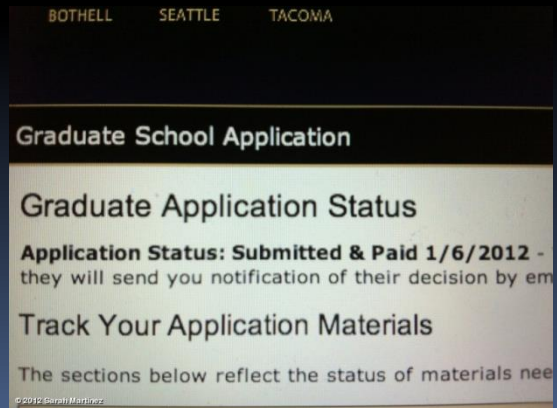 BOTHELL SEATTLE TACOMA
Graduate School Application
Graduate Application Status
Application Status: Submitted & Paid 1/6/2012 -
they will send you notification of their decision by em
Track Your Application Materials
The sections below reflect the status of materials nee
© 2012 Sarah Martinez